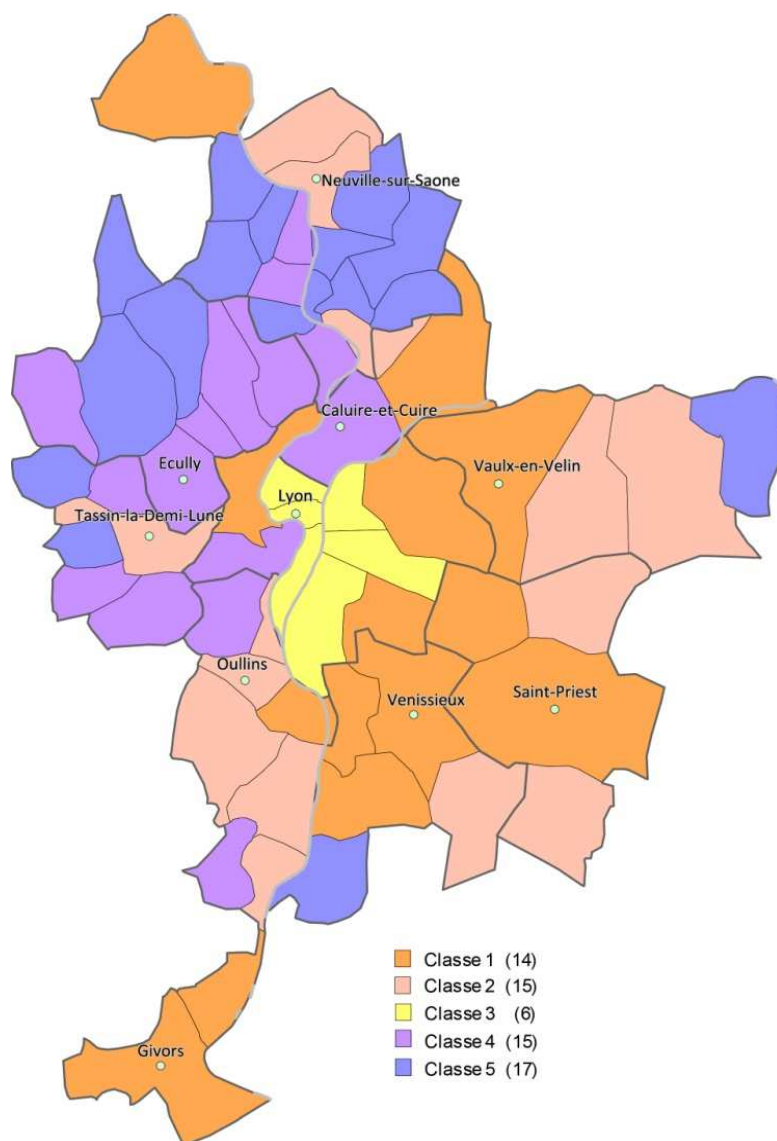 Neuville-sur-Saone
Caluire-et-Cuire
Ecully
Vaulx-en-Velin
Lyon
Tassin-la-Demi-Lune
Oullins
Venissieux
Saint-Priest
Classe 1 (14)
Classe 2 (15)
Classe 3 (6)
Classe 4 (15)
Classe 5 (17)
Givors